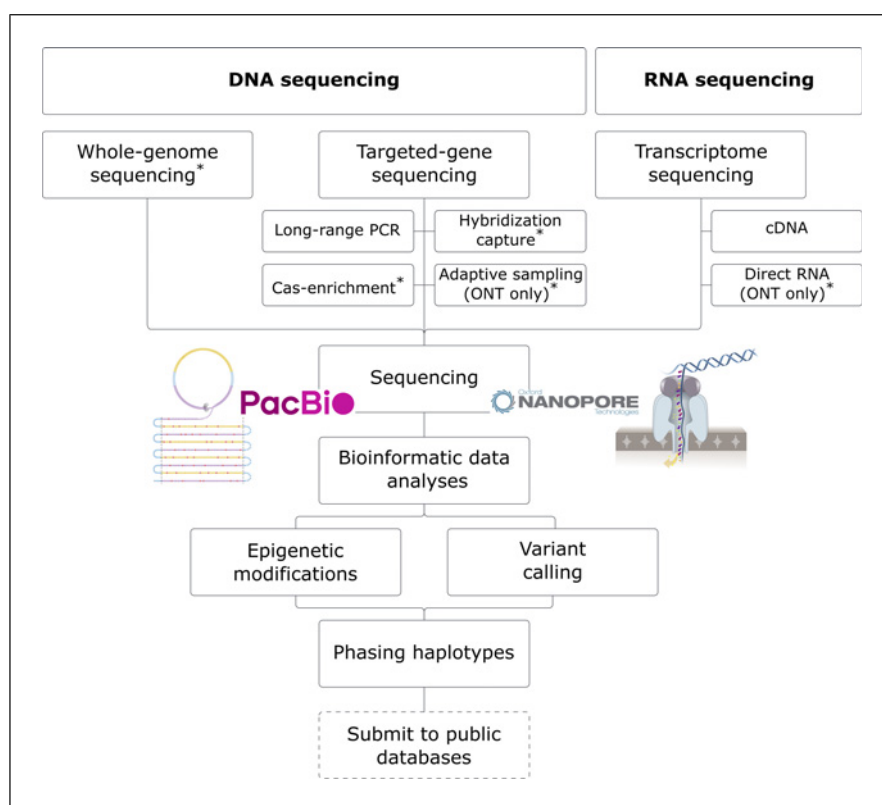 DNA sequencing
RNA sequencing
Whole-genome
sequencing*
Targeted-gene
sequencing
Transcriptome
sequencing
Long-range PCR
Hybridization
capture*
cDNA
Cas-enrichment*
Adaptive sampling
(ONT only)*
Direct RNA
(ONT only)*
Sequencing
PacBio
Oxford
NANOPORE
Technologies
Bioinformatic data
analyses
Epigenetic
modifications
Variant
calling
Phasing haplotypes
Submit to public
databases